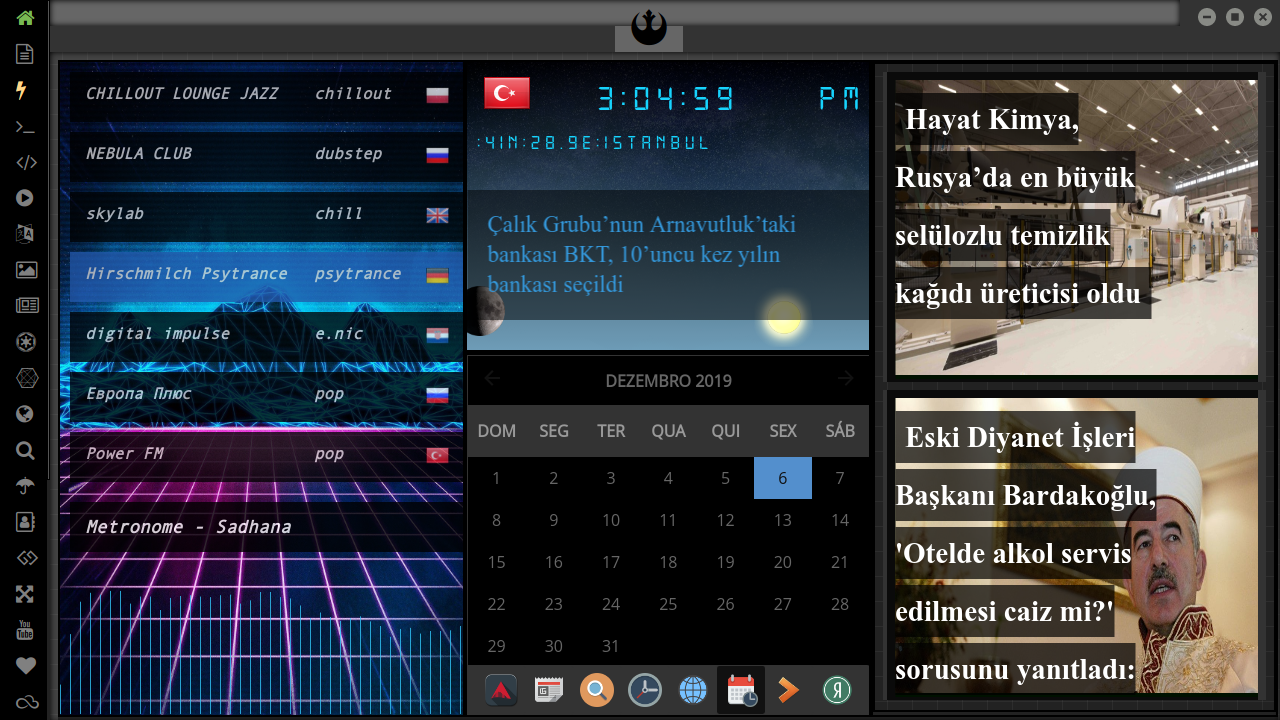 CHILLOUT LOUNGE JAZZ chillout
NEBULA CLUB dubstep
skylab chill
Hirschmilch Psytrance psytrance
digital impulse e.nic
Европа Плюс pop
Power FM pop
Metronome - Sadhana
3:04:59 PM
:41N:28.9E:ISTANBUL
Çalık Grubu’nun Arnavutluk’taki
bankası BKT, 10’uncu kez yılın
bankası seçildi
DEZEMBRO 2019
DOM SEG TER QUA QUI SEX SÁB
1 2 3 4 5 6 7
8 9 10 11 12 13 14
15 16 17 18 19 20 21
22 23 24 25 26 27 28
29 30 31
Hayat Kimya,
Rusya’da en büyük
selülozlu temizlik
kağıdı üreticisi oldu
Eski Diyanet İşleri
Başkanı Bardakoğlu,
'Otelde alkol servis
edilmesi caiz mi?'
sorusunu yanıtladı:
You
Tube
Я